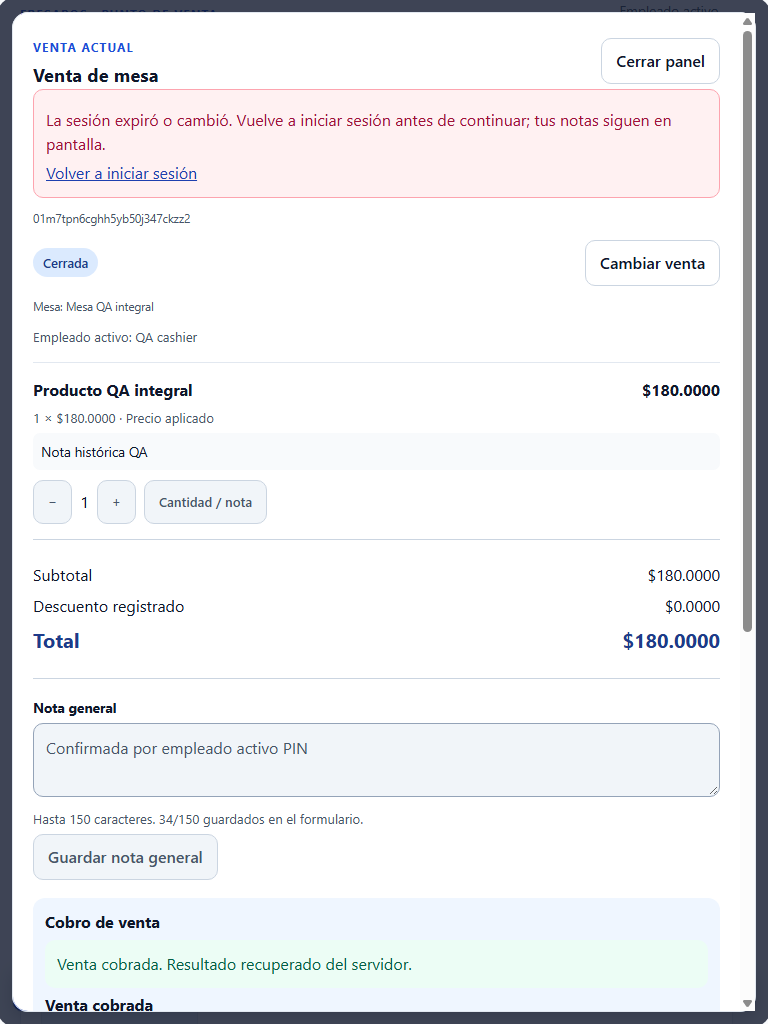 VENTA ACTUAL
Venta de mesa
Cerrar panel
La sesión expiró o cambió. Vuelve a iniciar sesión antes de continuar; tus notas siguen en
pantalla.
Volver a iniciar sesión
01m7tpn6cghh5yb50j347ckzz2
Cerrada
Cambiar venta
Mesa: Mesa QA integral
Empleado activo: QA cashier
Producto QA integral $180.0000
1 × $180.0000 · Precio aplicado
Nota histórica QA
− 1 + Cantidad / nota
Subtotal $180.0000
Descuento registrado $0.0000
Total $180.0000
Nota general
Confirmada por empleado activo PIN
Hasta 150 caracteres. 34/150 guardados en el formulario.
Guardar nota general
Cobro de venta
Venta cobrada. Resultado recuperado del servidor.
Venta cobrada